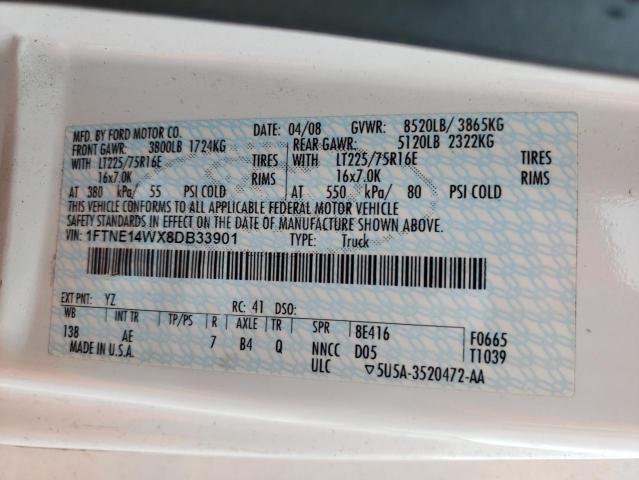 MFD. BY FORD MOTOR CO. DATE: 04/08 GVWR: 8520LB/ 3865KG
FRONT GAWR: 3800LB 1724KG REAR GAWR: 5120LB 2322KG
WITH LT225/75R16E TIRES WITH LT225/75R16E TIRES
16x7.0K RIMS 16x7.0K RIMS
AT 380 kPa/ 55 PSI COLD AT 550 kPa/ 80 PSI COLD
THIS VEHICLE CONFORMS TO ALL APPLICABLE FEDERAL MOTOR VEHICLE
SAFETY STANDARDS IN EFFECT ON THE DATE OF MANUFACTURE SHOWN ABOVE.
VIN: 1FTNE14WX8DB33901 TYPE: Truck
EXT PNT: YZ RC: 41 DSO:
WB INT TR TP/PS R AXLE TR SPR 8E416 F0665
138 AE 7 B4 Q NNCC D05 T1039
MADE IN U.S.A. ULC ▽5U5A-3520472-AA